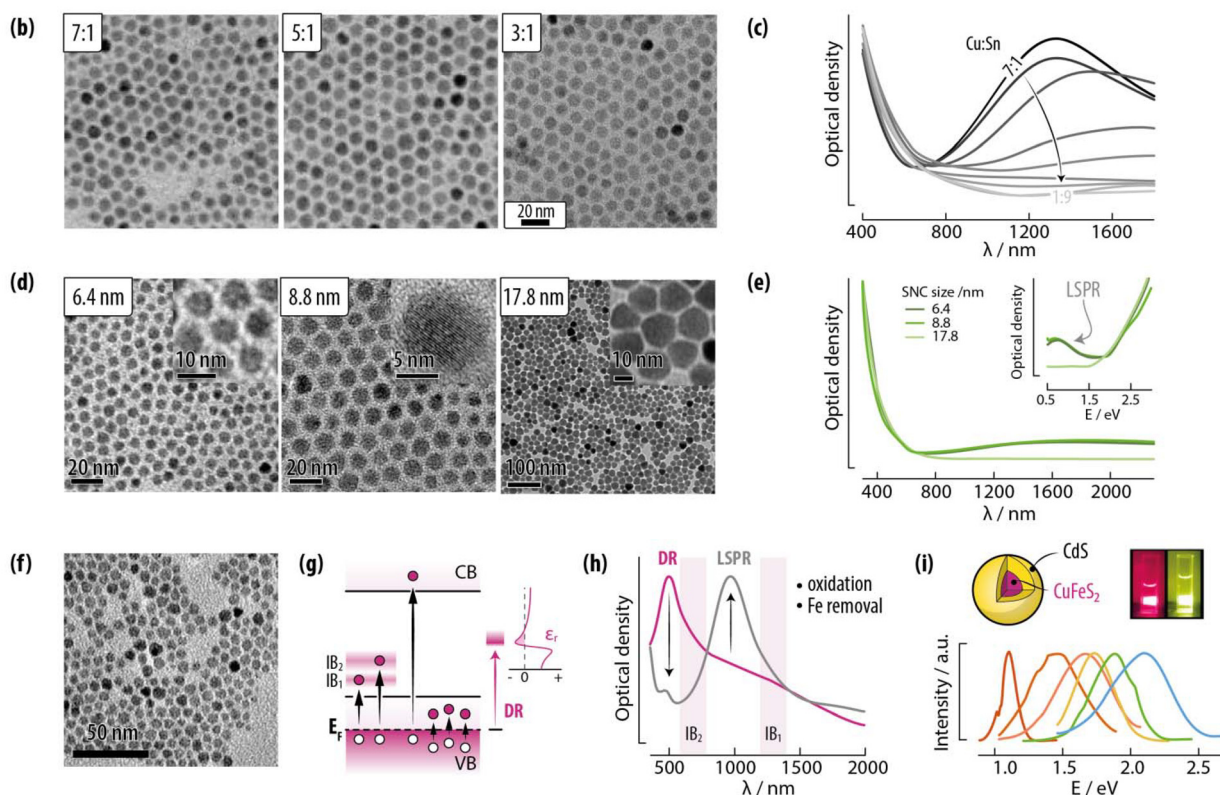 (b)
7:1
5:1
3:1
20 nm
(c)
Optical density
Cu:Sn
7:1
1:9
400
800
1200
1600
λ / nm
(d)
6.4 nm
10 nm
20 nm
8.8 nm
5 nm
20 nm
17.8 nm
10 nm
100 nm
(e)
Optical density
SNC size /nm
6.4
8.8
17.8
LSPR
Optical density
0.5
1.5
2.5
E / eV
400
800
1200
1600
2000
λ / nm
(f)
50 nm
(g)
CB
IB₂
IB₁
E_F
VB
εᵣ
- 0 +
DR
(h)
DR
LSPR
• oxidation
• Fe removal
Optical density
IB₂
IB₁
500
1000
1500
2000
λ / nm
(i)
CdS
CuFeS₂
Intensity / a.u.
1.0
1.5
2.0
2.5
E / eV